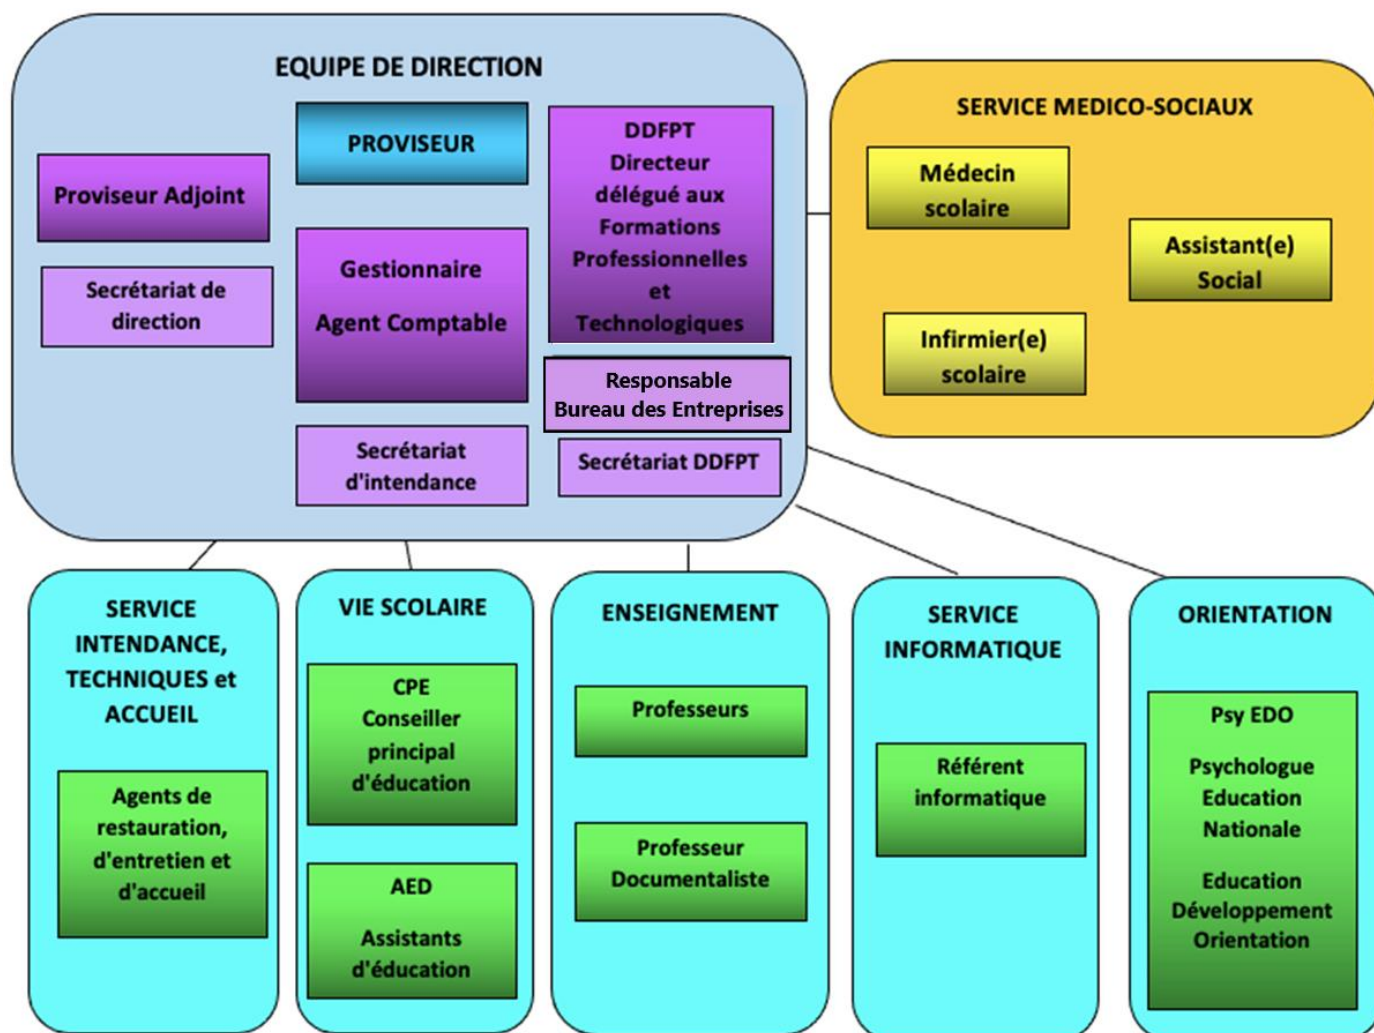 EQUIPE DE DIRECTION
PROVISEUR
Proviseur Adjoint
Secrétariat de
direction
Gestionnaire
Agent Comptable
Secrétariat
d'intendance
DDFPT
Directeur
délégué aux
Formations
Professionnelles
et
Technologiques
Responsable
Bureau des Entreprises
Secrétariat DDFPT
SERVICE MEDICO-SOCIAUX
Médecin
scolaire
Assistant(e)
Social
Infirmier(e)
scolaire
SERVICE
INTENDANCE,
TECHNIQUES et
ACCUEIL
Agents de
restauration,
d'entretien et
d'accueil
VIE SCOLAIRE
CPE
Conseiller
principal
d'éducation
AED
Assistants
d'éducation
ENSEIGNEMENT
Professeurs
Professeur
Documentaliste
SERVICE
INFORMATIQUE
Référent
informatique
ORIENTATION
Psy EDO
Psychologue
Education
Nationale
Education
Développement
Orientation